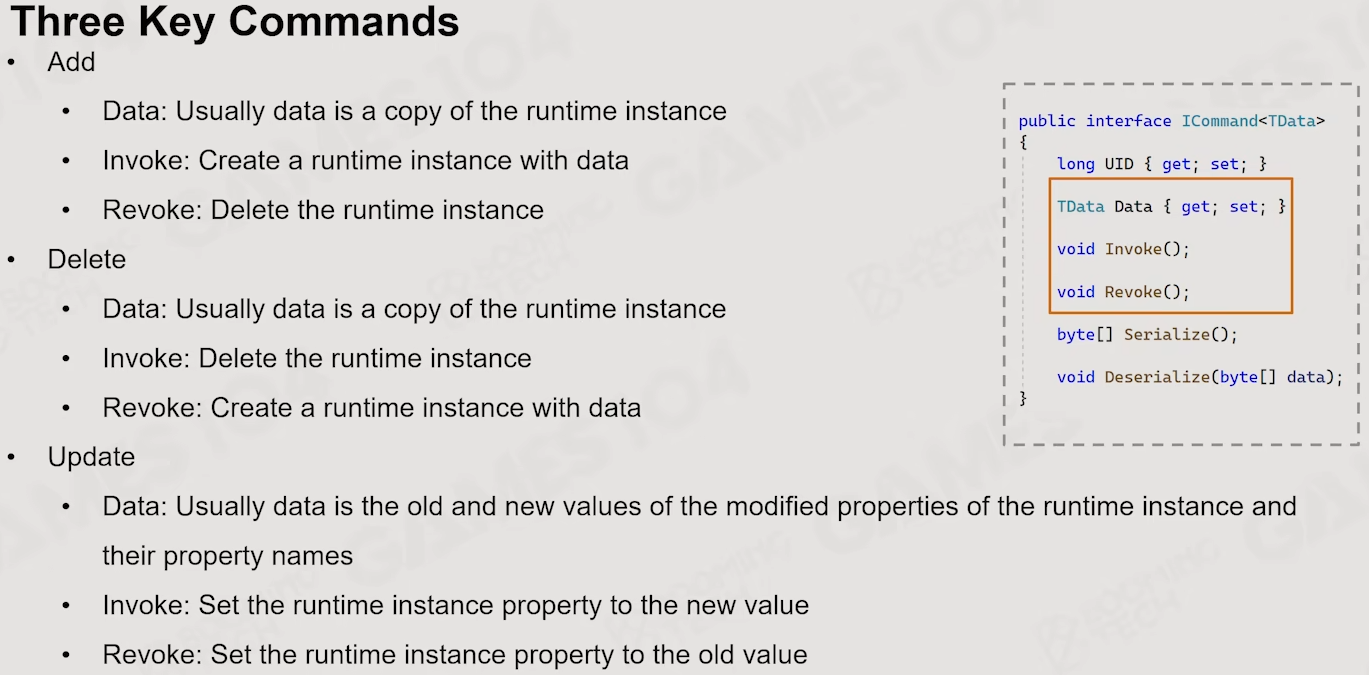 Three Key Commands
• Add
• Data: Usually data is a copy of the runtime instance
• Invoke: Create a runtime instance with data
• Revoke: Delete the runtime instance
• Delete
• Data: Usually data is a copy of the runtime instance
• Invoke: Delete the runtime instance
• Revoke: Create a runtime instance with data
• Update
• Data: Usually data is the old and new values of the modified properties of the runtime instance and
their property names
• Invoke: Set the runtime instance property to the new value
• Revoke: Set the runtime instance property to the old value
public interface ICommand<TData>
{
long UID { get; set; }
TData Data { get; set; }
void Invoke();
void Revoke();
byte[] Serialize();
void Deserialize(byte[] data);
}
GAMES104
BOOMING
TECH